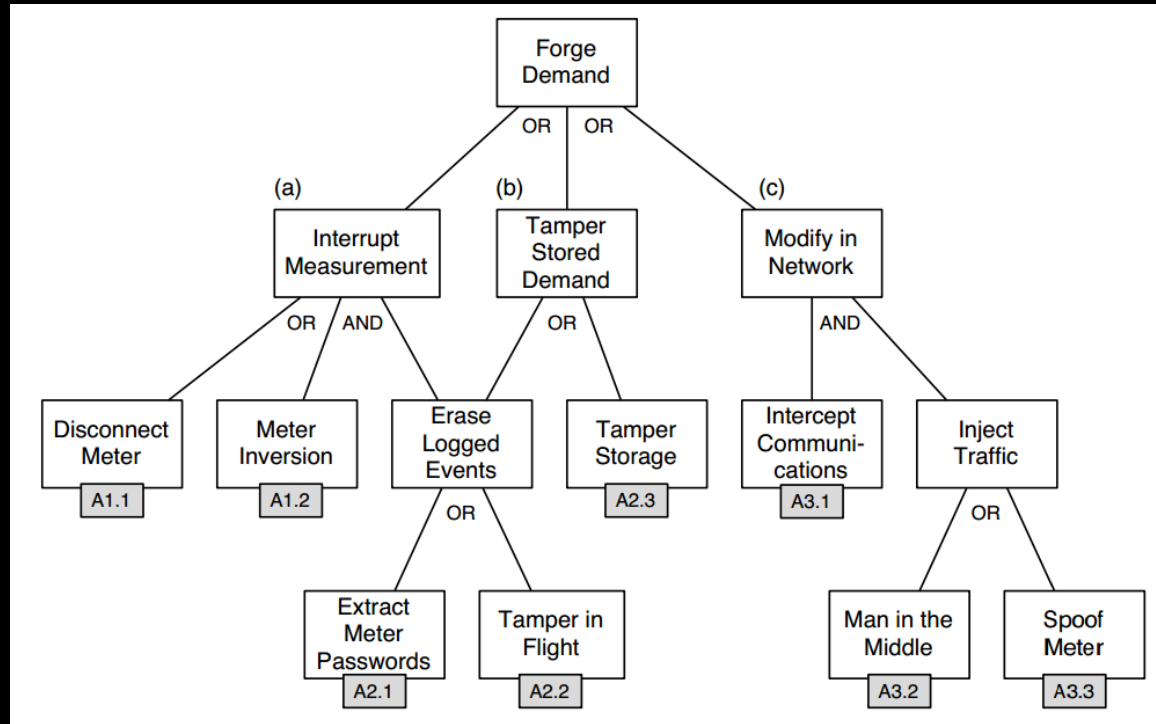 Forge
Demand
OR OR
(a) (b) (c)
Interrupt
Measurement
Tamper
Stored
Demand
Modify in
Network
OR AND OR AND
Disconnect
Meter
A1.1
Meter
Inversion
A1.2
Erase
Logged
Events
Tamper
Storage
A2.3
Intercept
Communi-
cations
A3.1
Inject
Traffic
OR OR
Extract
Meter
Passwords
A2.1
Tamper in
Flight
A2.2
Man in the
Middle
A3.2
Spoof
Meter
A3.3